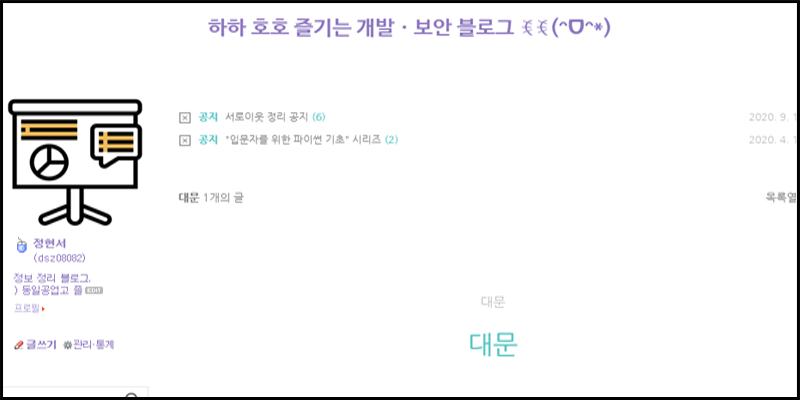 하하 호호 즐기는 개발 · 보안 블로그 ㅤ(ᵔᗜᵔ*)
공지 서로이웃 정리 공지 (6) 2020. 9. 1
공지 "입문자를 위한 파이썬 기초" 시리즈 (2) 2020. 4. 1
대문 1개의 글 목록열
정현서
(dsz08082)
정보 정리 블로그.
) 동일공업고 졸 EDIT
프로필
글쓰기 관리·통계
대문
대문